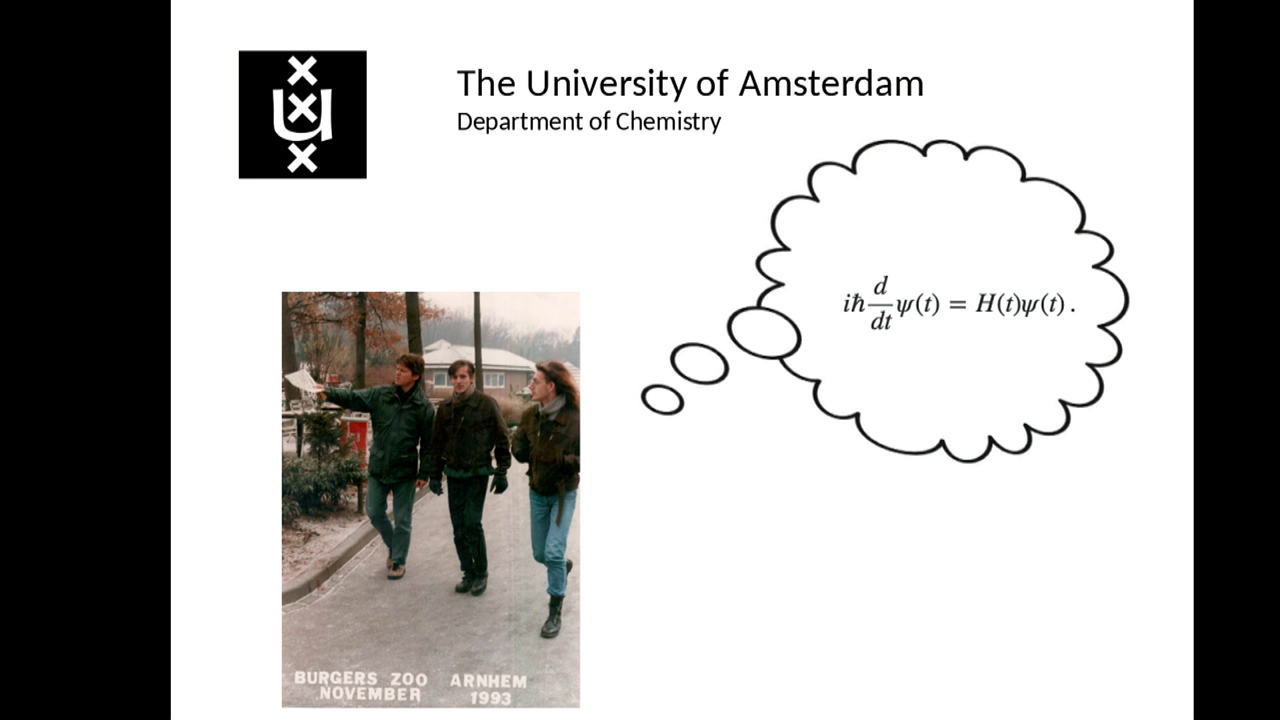 The University of Amsterdam
Department of Chemistry
iħ d/dt ψ(t) = H(t)ψ(t) .
BURGERS ZOO ARNHEM
NOVEMBER 1993